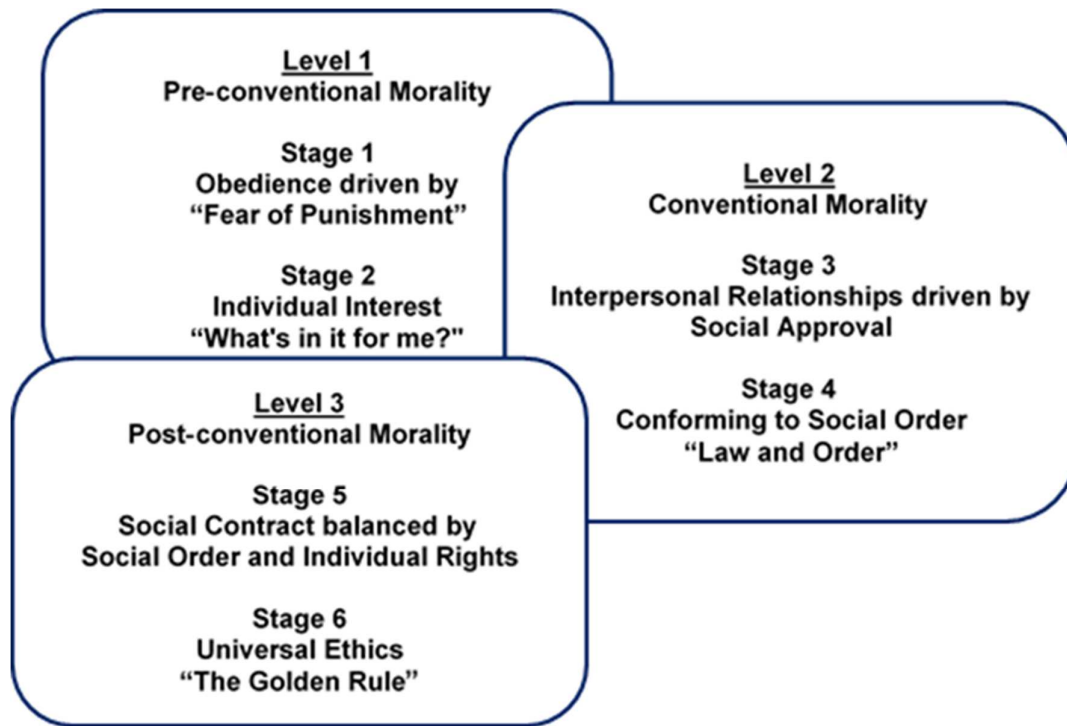 Level 1
Pre-conventional Morality
Stage 1
Obedience driven by
“Fear of Punishment”
Stage 2
Individual Interest
“What's in it for me?"
Level 2
Conventional Morality
Stage 3
Interpersonal Relationships driven by
Social Approval
Stage 4
Conforming to Social Order
“Law and Order”
Level 3
Post-conventional Morality
Stage 5
Social Contract balanced by
Social Order and Individual Rights
Stage 6
Universal Ethics
“The Golden Rule”